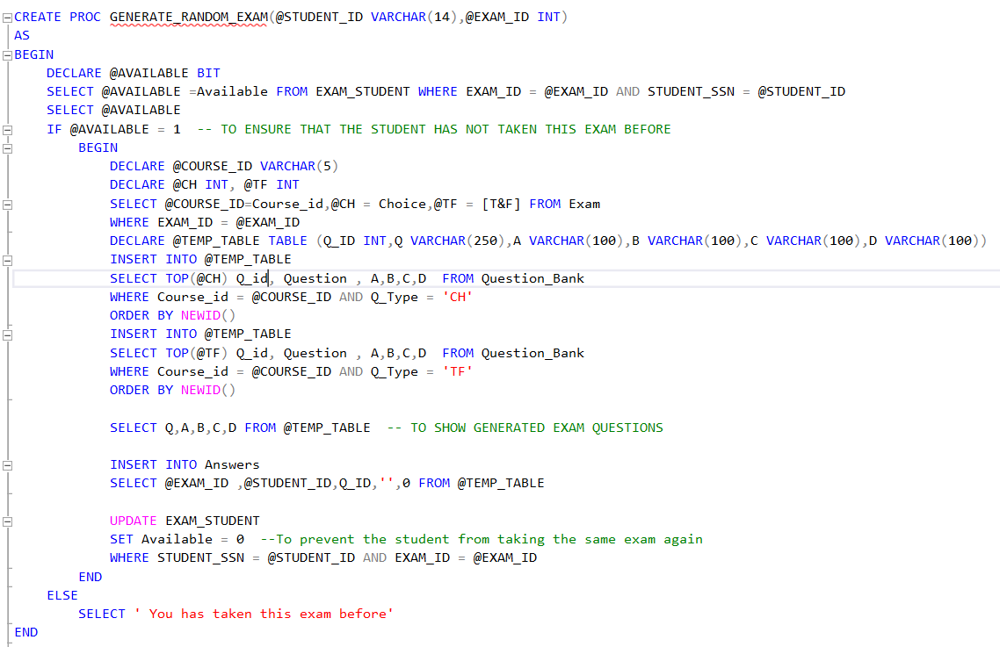 CREATE PROC GENERATE_RANDOM_EXAM(@STUDENT_ID VARCHAR(14),@EXAM_ID INT)
AS
BEGIN
DECLARE @AVAILABLE BIT
SELECT @AVAILABLE =Available FROM EXAM_STUDENT WHERE EXAM_ID = @EXAM_ID AND STUDENT_SSN = @STUDENT_ID
SELECT @AVAILABLE
IF @AVAILABLE = 1  -- TO ENSURE THAT THE STUDENT HAS NOT TAKEN THIS EXAM BEFORE
BEGIN
DECLARE @COURSE_ID VARCHAR(5)
DECLARE @CH INT, @TF INT
SELECT @COURSE_ID=Course_id,@CH = Choice,@TF = [T&F] FROM Exam
WHERE EXAM_ID = @EXAM_ID
DECLARE @TEMP_TABLE TABLE (Q_ID INT,Q VARCHAR(250),A VARCHAR(100),B VARCHAR(100),C VARCHAR(100),D VARCHAR(100))
INSERT INTO @TEMP_TABLE
SELECT TOP(@CH) Q_id, Question , A,B,C,D  FROM Question_Bank
WHERE Course_id = @COURSE_ID AND Q_Type = 'CH'
ORDER BY NEWID()
INSERT INTO @TEMP_TABLE
SELECT TOP(@TF) Q_id, Question , A,B,C,D  FROM Question_Bank
WHERE Course_id = @COURSE_ID AND Q_Type = 'TF'
ORDER BY NEWID()
SELECT Q,A,B,C,D FROM @TEMP_TABLE  -- TO SHOW GENERATED EXAM QUESTIONS
INSERT INTO Answers
SELECT @EXAM_ID ,@STUDENT_ID,Q_ID,'',0 FROM @TEMP_TABLE
UPDATE EXAM_STUDENT
SET Available = 0  --To prevent the student from taking the same exam again
WHERE STUDENT_SSN = @STUDENT_ID AND EXAM_ID = @EXAM_ID
END
ELSE
SELECT ' You has taken this exam before'
END